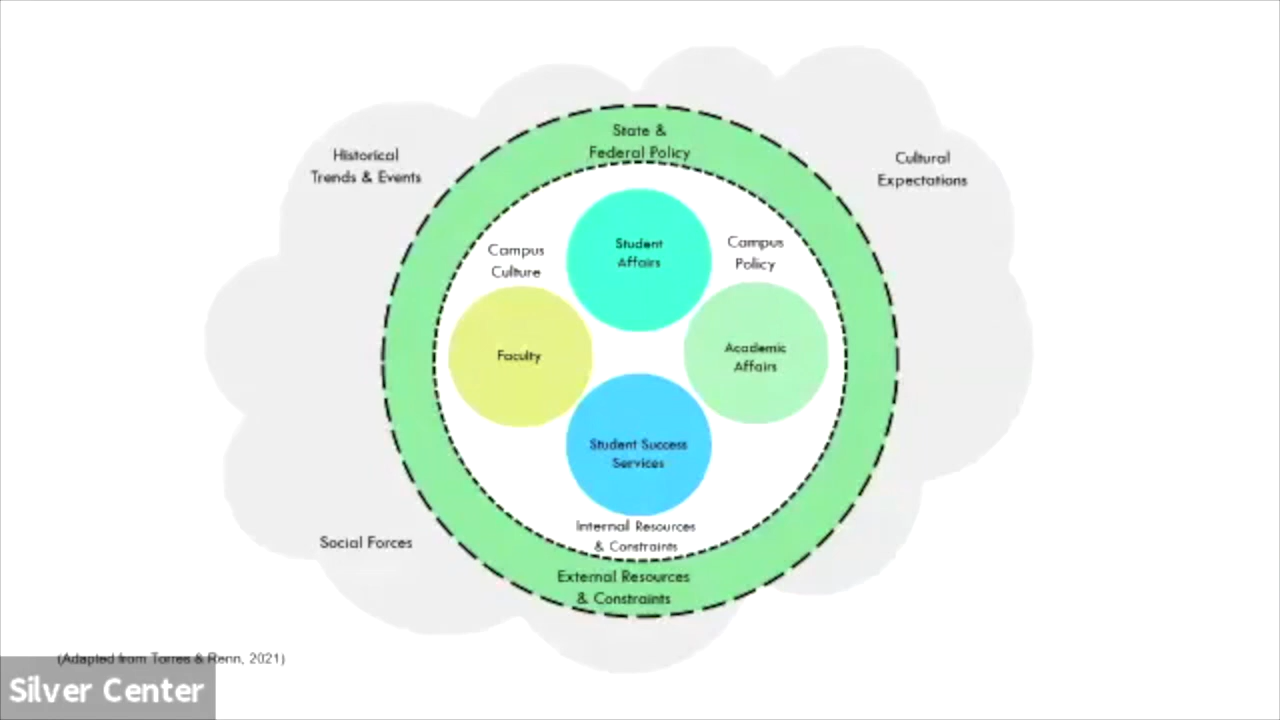 State &
Federal Policy
Historical
Trends & Events
Cultural
Expectations
Student
Affairs
Campus
Culture
Campus
Policy
Faculty
Academic
Affairs
Student Success
Services
Internal Resources
& Constraints
Social Forces
External Resources
& Constraints
(Adapted from Torres & Renn, 2021)
Silver Center